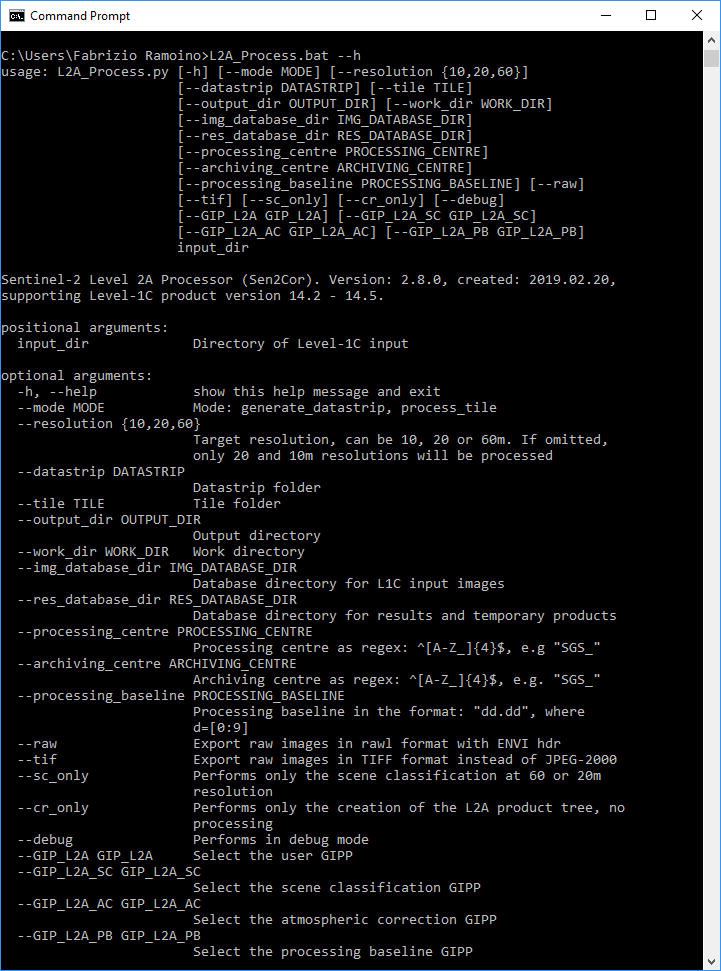 Command Prompt
C:\Users\Fabrizio Ramoino>L2A_Process.bat --h
usage: L2A_Process.py [-h] [--mode MODE] [--resolution {10,20,60}]
[--datastrip DATASTRIP] [--tile TILE]
[--output_dir OUTPUT_DIR] [--work_dir WORK_DIR]
[--img_database_dir IMG_DATABASE_DIR]
[--res_database_dir RES_DATABASE_DIR]
[--processing_centre PROCESSING_CENTRE]
[--archiving_centre ARCHIVING_CENTRE]
[--processing_baseline PROCESSING_BASELINE] [--raw]
[--tif] [--sc_only] [--cr_only] [--debug]
[--GIP_L2A GIP_L2A] [--GIP_L2A_SC GIP_L2A_SC]
[--GIP_L2A_AC GIP_L2A_AC] [--GIP_L2A_PB GIP_L2A_PB]
input_dir
Sentinel-2 Level 2A Processor (Sen2Cor). Version: 2.8.0, created: 2019.02.20,
supporting Level-1C product version 14.2 - 14.5.
positional arguments:
input_dir Directory of Level-1C input
optional arguments:
-h, --help show this help message and exit
--mode MODE Mode: generate_datastrip, process_tile
--resolution {10,20,60}
Target resolution, can be 10, 20 or 60m. If omitted,
only 20 and 10m resolutions will be processed
--datastrip DATASTRIP
Datastrip folder
--tile TILE Tile folder
--output_dir OUTPUT_DIR
Output directory
--work_dir WORK_DIR Work directory
--img_database_dir IMG_DATABASE_DIR
Database directory for L1C input images
--res_database_dir RES_DATABASE_DIR
Database directory for results and temporary products
--processing_centre PROCESSING_CENTRE
Processing centre as regex: ^[A-Z_]{4}$, e.g "SGS_"
--archiving_centre ARCHIVING_CENTRE
Archiving centre as regex: ^[A-Z_]{4}$, e.g. "SGS_"
--processing_baseline PROCESSING_BASELINE
Processing baseline in the format: "dd.dd", where
d=[0:9]
--raw Export raw images in rawl format with ENVI hdr
--tif Export raw images in TIFF format instead of JPEG-2000
--sc_only Performs only the scene classification at 60 or 20m
resolution
--cr_only Performs only the creation of the L2A product tree, no
processing
--debug Performs in debug mode
--GIP_L2A GIP_L2A Select the user GIPP
--GIP_L2A_SC GIP_L2A_SC
Select the scene classification GIPP
--GIP_L2A_AC GIP_L2A_AC
Select the atmospheric correction GIPP
--GIP_L2A_PB GIP_L2A_PB
Select the processing baseline GIPP